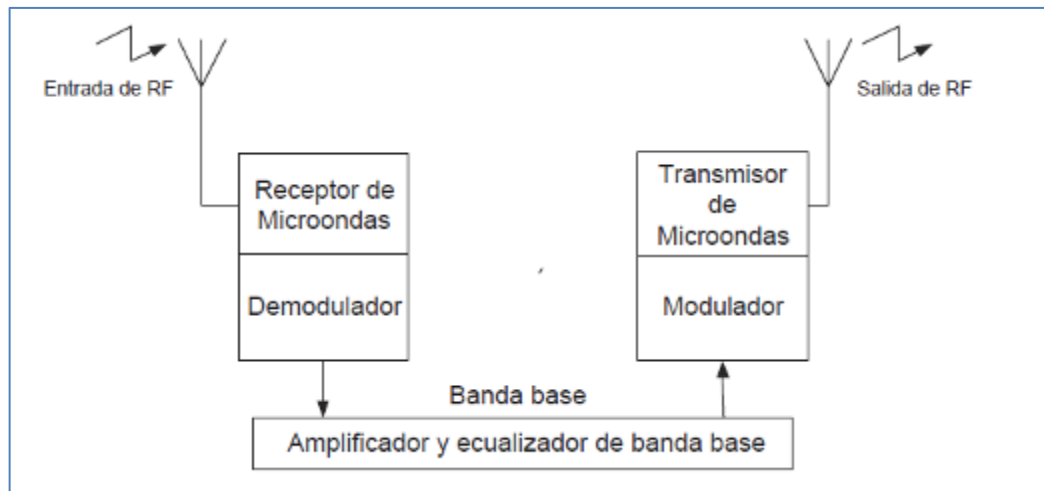 Entrada de RF
Salida de RF
Receptor de
Microondas
Transmisor
de
Microondas
Demodulador
Modulador
Banda base
Amplificador y ecualizador de banda base